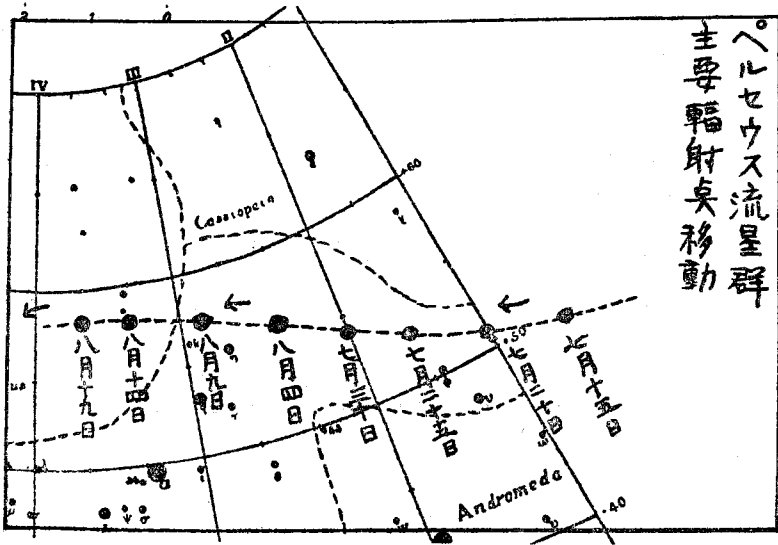 ペルセウス流星群
主要輻射点移動
2
1
0
II
III
IV
60
Cassiopeia
50
七月十五日
七月二十日
七月二十五日
七月三十日
八月四日
八月九日
八月十四日
八月十九日
Andromeda
40